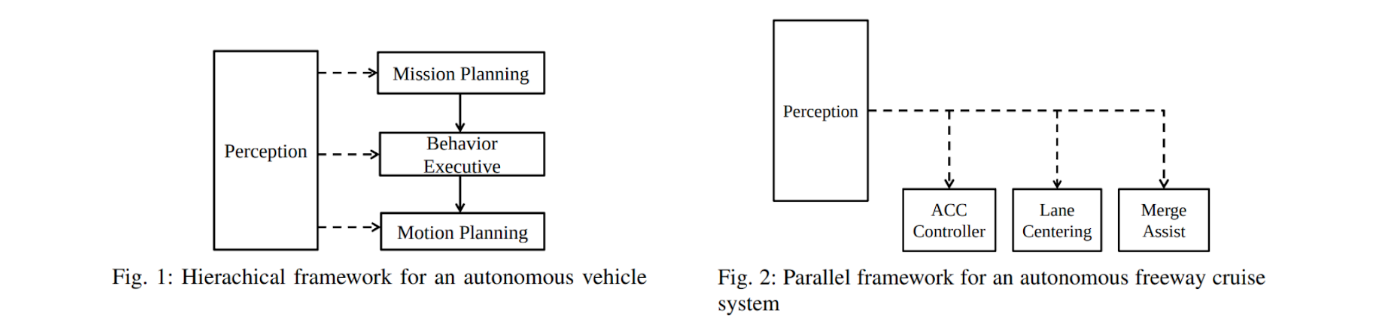 Perception
Mission Planning
Behavior
Executive
Motion Planning
Fig. 1: Hierachical framework for an autonomous vehicle
Perception
ACC
Controller
Lane
Centering
Merge
Assist
Fig. 2: Parallel framework for an autonomous freeway cruise
system